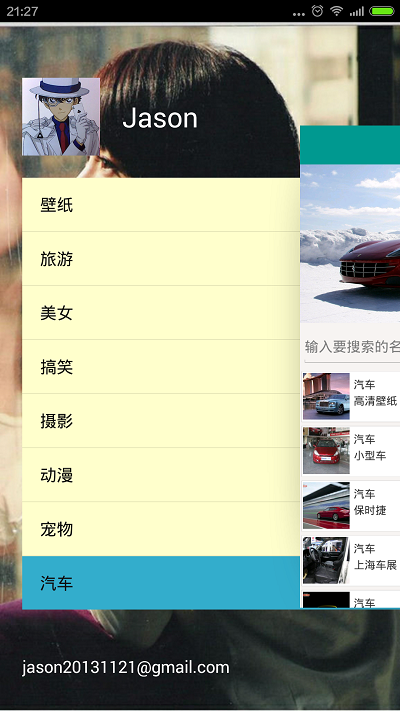 21:27
Jason
壁纸
旅游
美女
搞笑
摄影
动漫
宠物
汽车
输入要搜索的名
汽车
高清壁纸
汽车
小型车
汽车
保时捷
汽车
上海车展
汽车
jason20131121@gmail.com